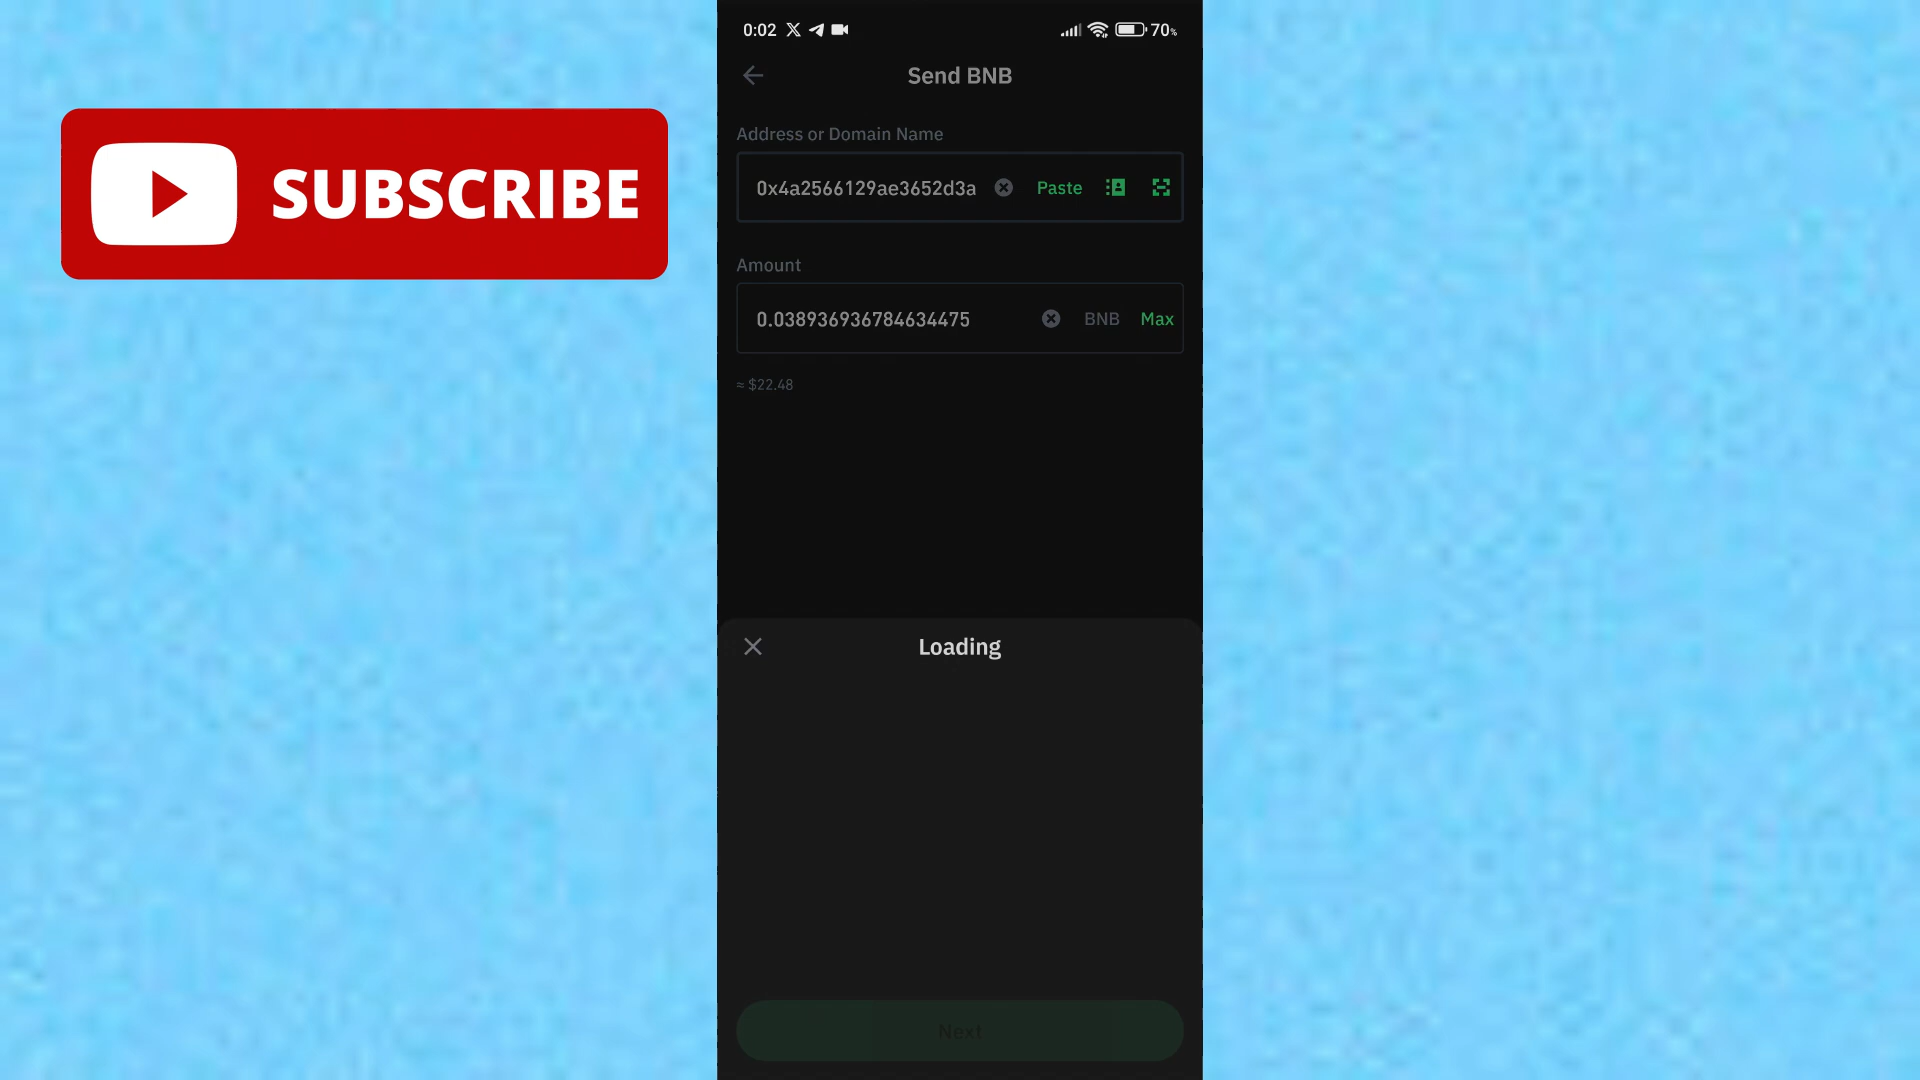 0:02 70%
Send BNB
SUBSCRIBE
Address or Domain Name
0x4a2566129ae3652d3a Paste
Amount
0.038936936784634475 BNB Max
≈ $22.48
Loading
Next